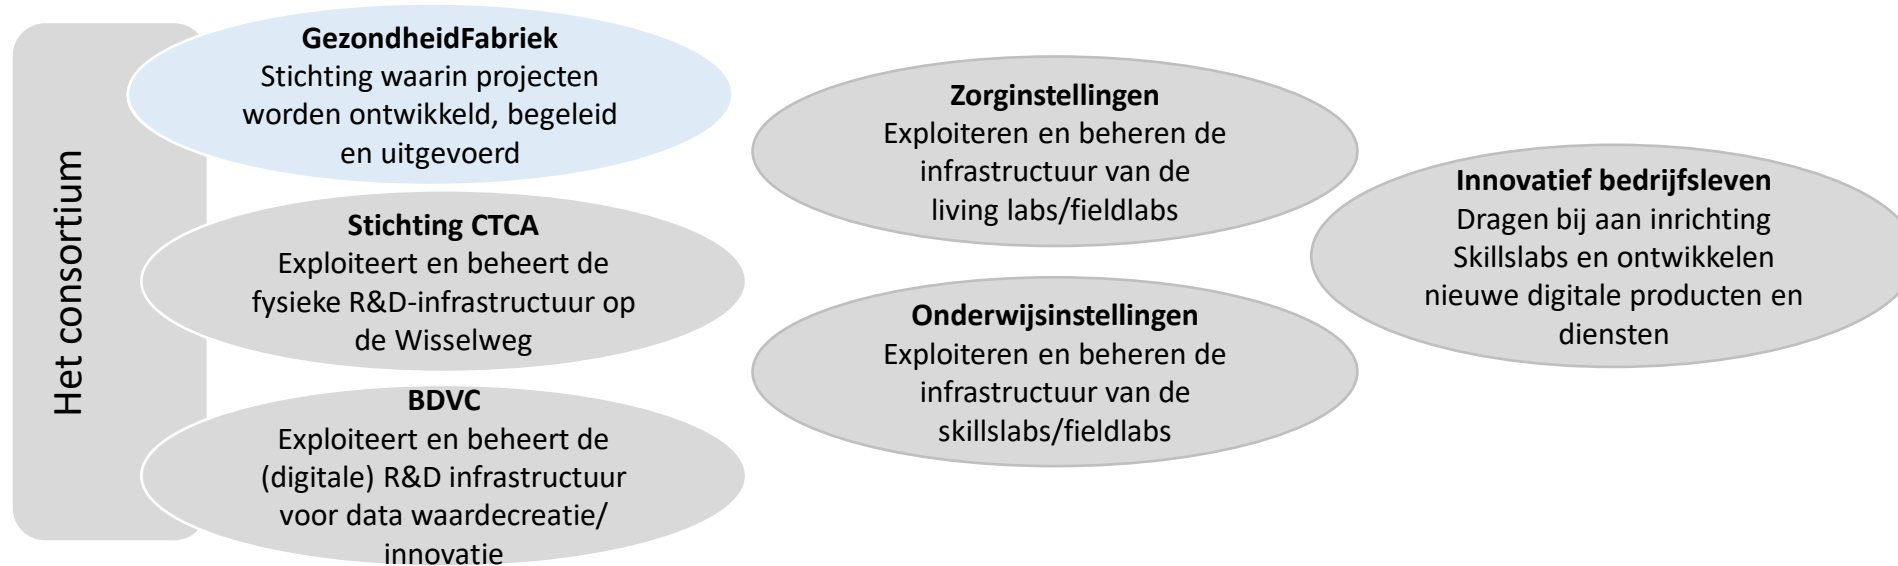 Het consortium
GezondheidFabriek
Stichting waarin projecten
worden ontwikkeld, begeleid
en uitgevoerd
Stichting CTCA
Exploiteert en beheert de
fysieke R&D-infrastructuur op
de Wisselweg
BDVC
Exploiteert en beheert de
(digitale) R&D infrastructuur
voor data waardecreatie/
innovatie
Zorginstellingen
Exploiteren en beheren de
infrastructuur van de
living labs/fieldlabs
Onderwijsinstellingen
Exploiteren en beheren de
infrastructuur van de
skillslabs/fieldlabs
Innovatief bedrijfsleven
Dragen bij aan inrichting
Skillslabs en ontwikkelen
nieuwe digitale producten en
diensten